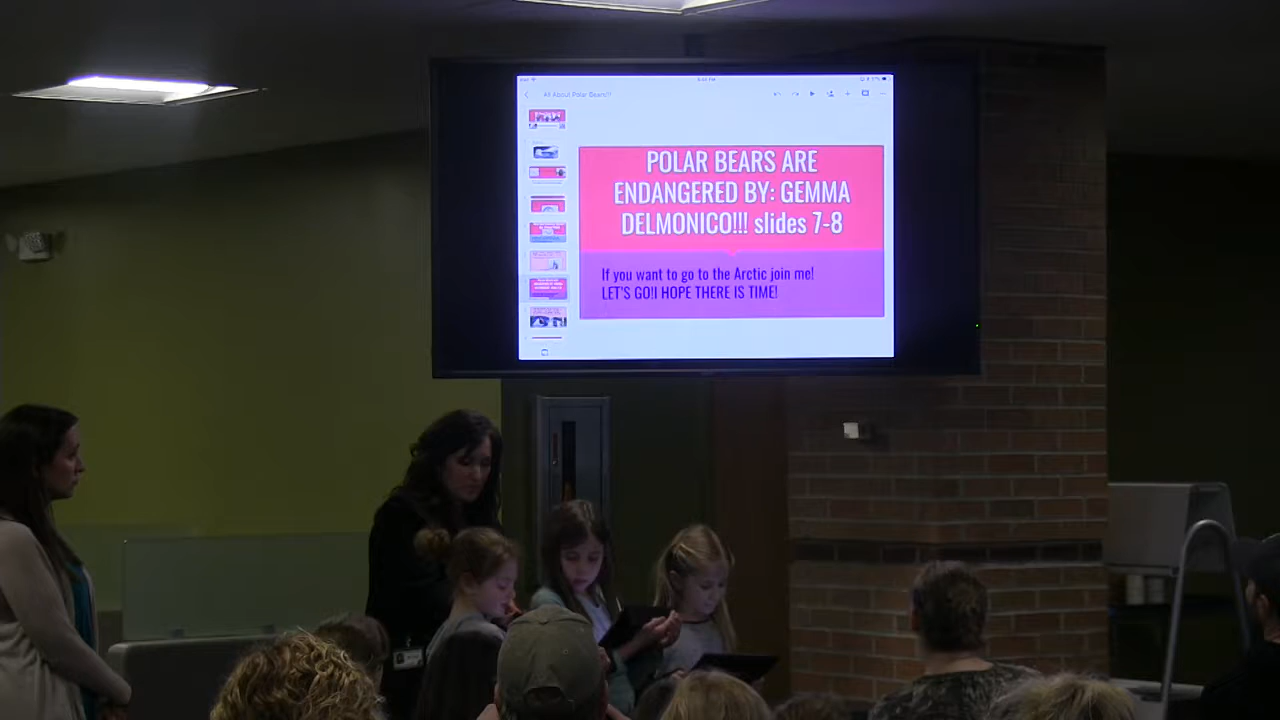 All About Polar Bears!!!
POLAR BEARS ARE
ENDANGERED BY: GEMMA
DELMONICO!!! slides 7-8
If you want to go to the Arctic join me!
LET'S GO!I HOPE THERE IS TIME!